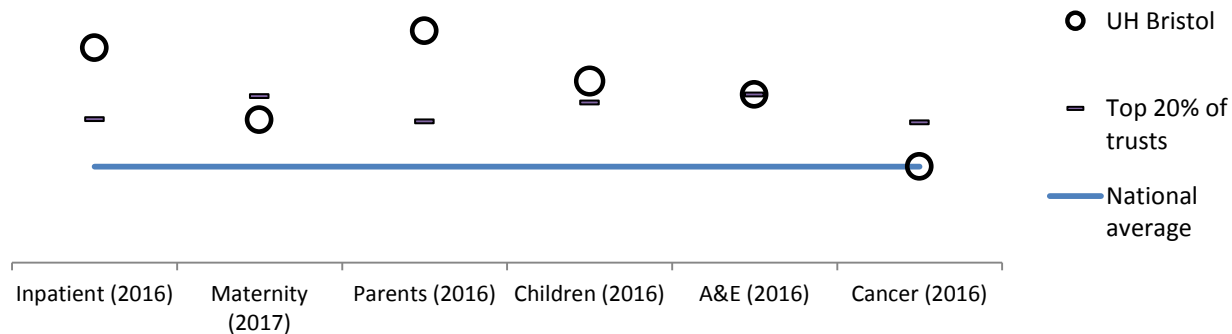 UH Bristol
Top 20% of
trusts
National
average
Inpatient (2016)
Maternity
(2017)
Parents (2016)
Children (2016)
A&E (2016)
Cancer (2016)